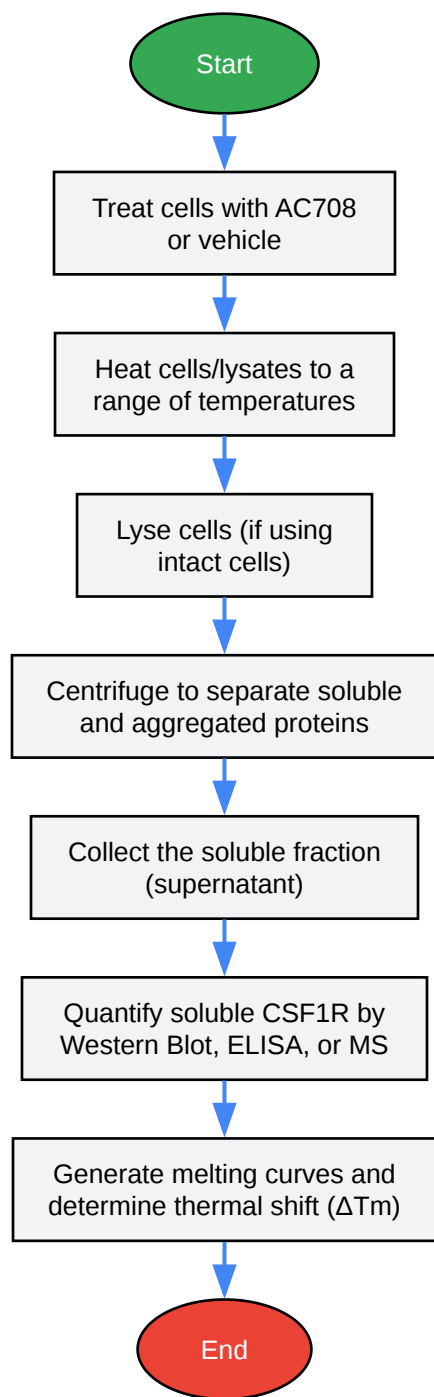 Start
Treat cells with AC708
or vehicle
Heat cells/lysates to a
range of temperatures
Lyse cells (if using
intact cells)
Centrifuge to separate soluble
and aggregated proteins
Collect the soluble fraction
(supernatant)
Quantify soluble CSF1R by
Western Blot, ELISA, or MS
Generate melting curves and
determine thermal shift (ΔTm)
End